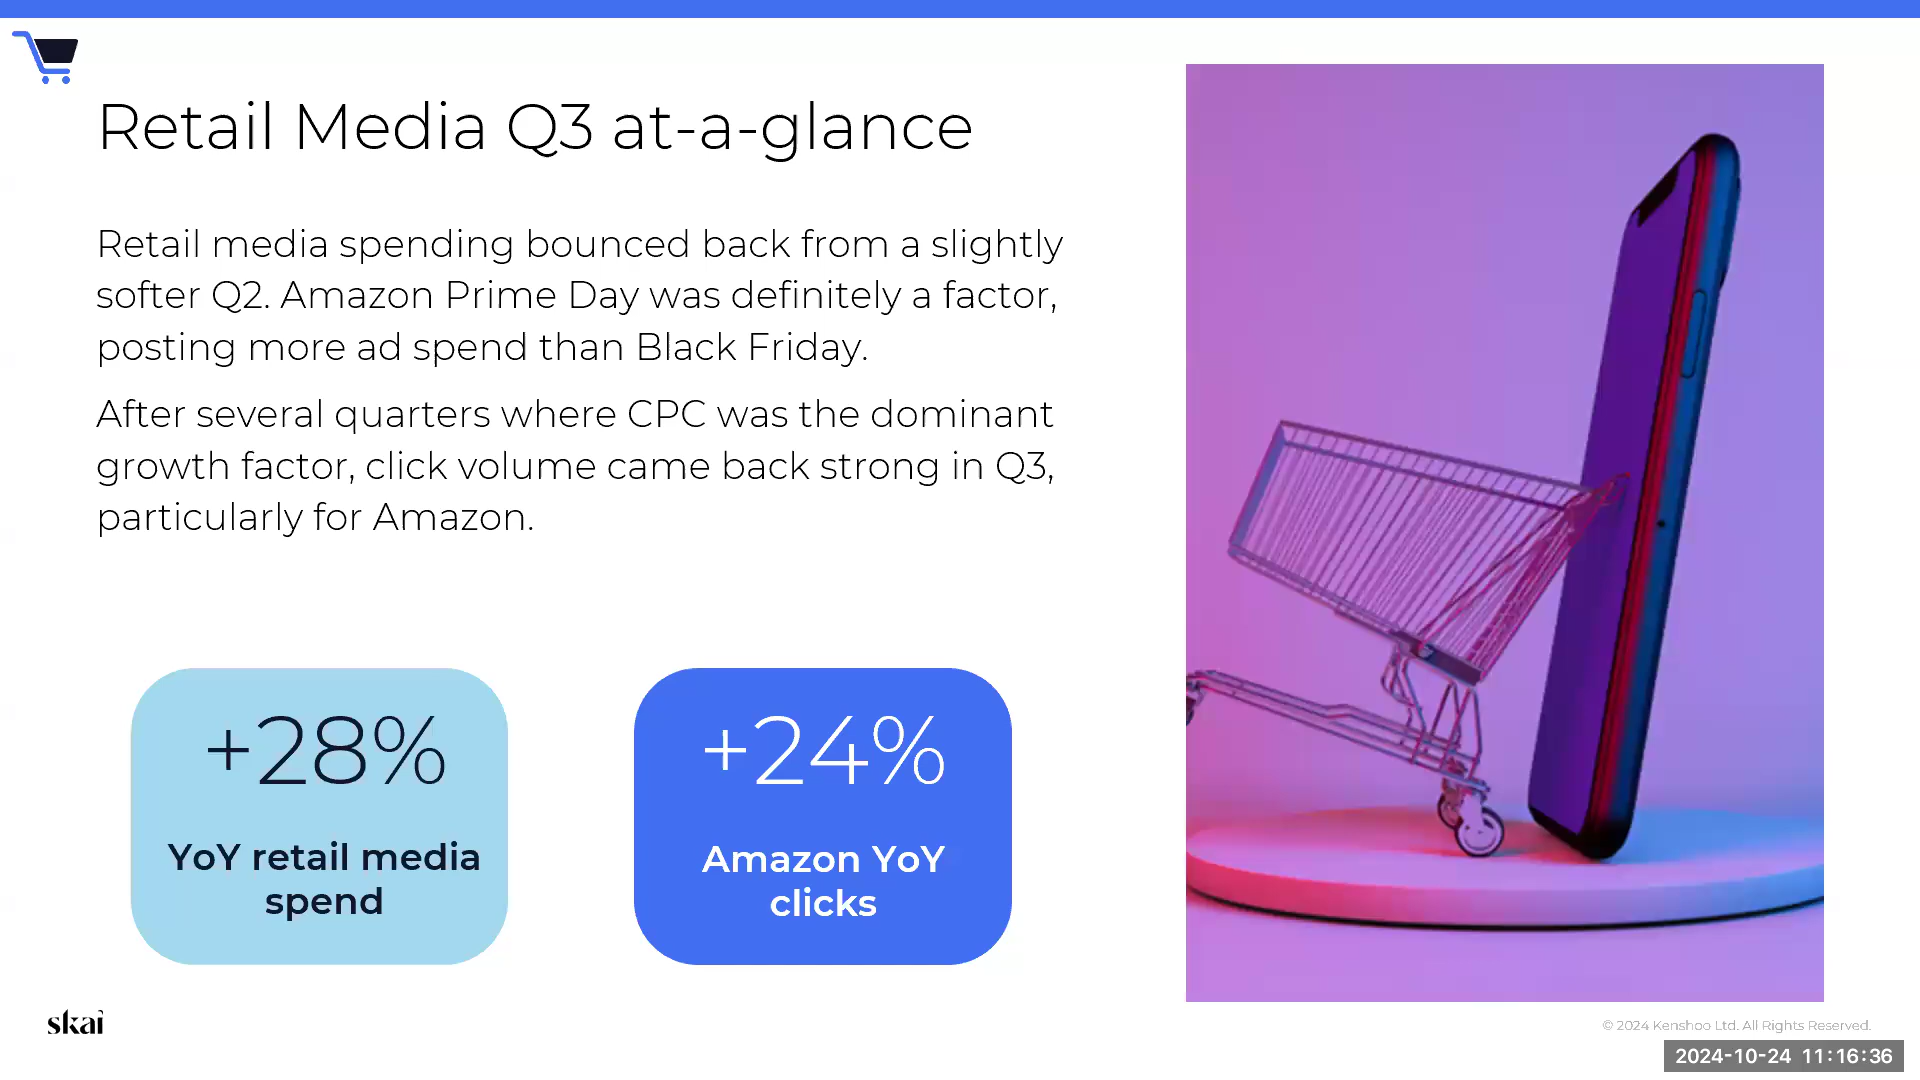 Retail Media Q3 at-a-glance
Retail media spending bounced back from a slightly
softer Q2. Amazon Prime Day was definitely a factor,
posting more ad spend than Black Friday.
After several quarters where CPC was the dominant
growth factor, click volume came back strong in Q3,
particularly for Amazon.
+28%
YoY retail media
spend
+24%
Amazon YoY
clicks
skai
© 2024 Kenshoo Ltd. All Rights Reserved.
2024-10-24 11:16:36